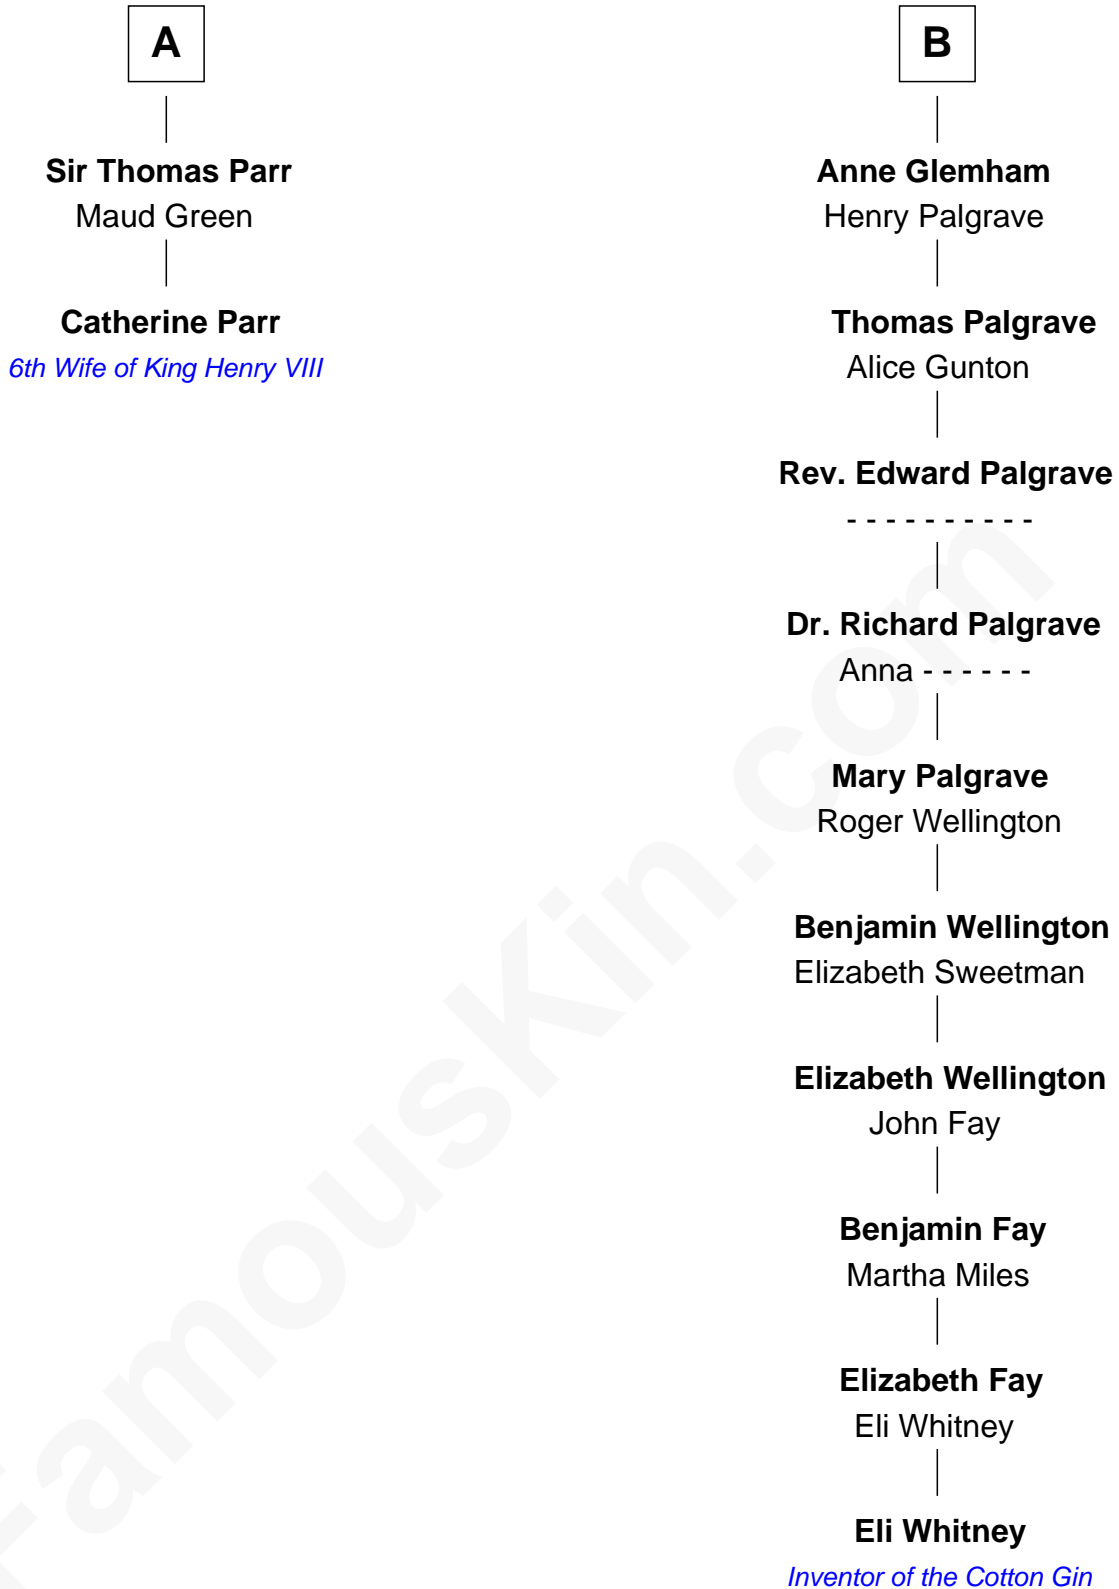 A
Sir Thomas Parr
Maud Green
Catherine Parr
6th Wife of King Henry VIII
B
Anne Glemham
Henry Palgrave
Thomas Palgrave
Alice Gunton
Rev. Edward Palgrave
- - - - - - - - - -
Dr. Richard Palgrave
Anna - - - - - -
Mary Palgrave
Roger Wellington
Benjamin Wellington
Elizabeth Sweetman
Elizabeth Wellington
John Fay
Benjamin Fay
Martha Miles
Elizabeth Fay
Eli Whitney
Eli Whitney
Inventor of the Cotton Gin
FamousKin.com